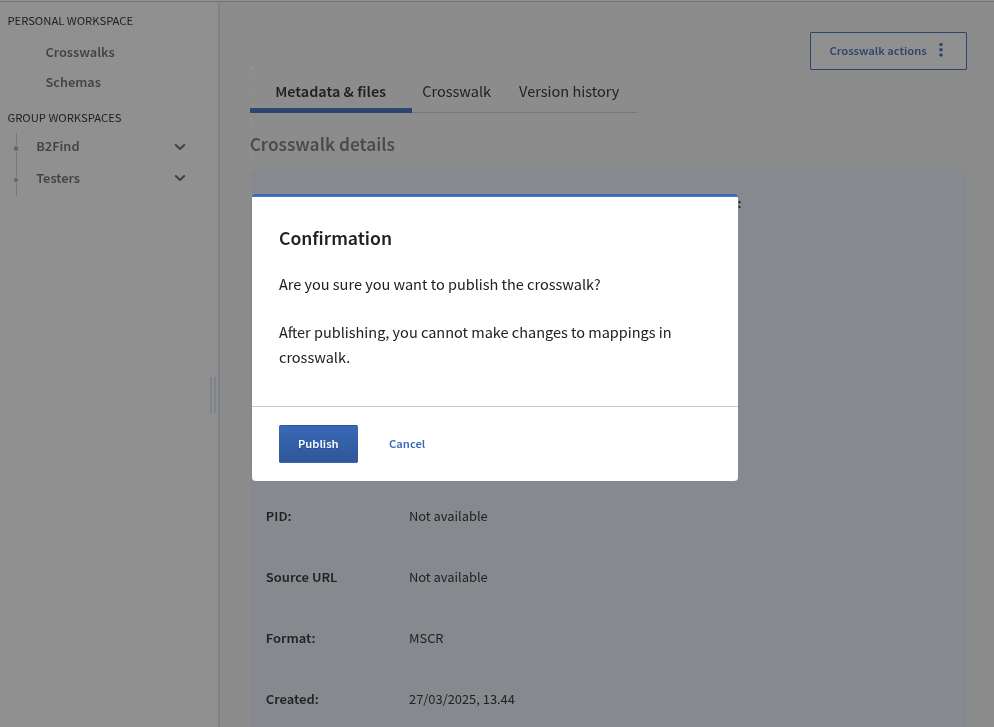 PERSONAL WORKSPACE
Crosswalks
Schemas
GROUP WORKSPACES
B2Find
Testers
Crosswalk actions
Metadata & files
Crosswalk
Version history
Crosswalk details
:
Confirmation
Are you sure you want to publish the crosswalk?
After publishing, you cannot make changes to mappings in
crosswalk.
Publish
Cancel
PID:
Not available
Source URL
Not available
Format:
MSCR
Created:
27/03/2025, 13.44